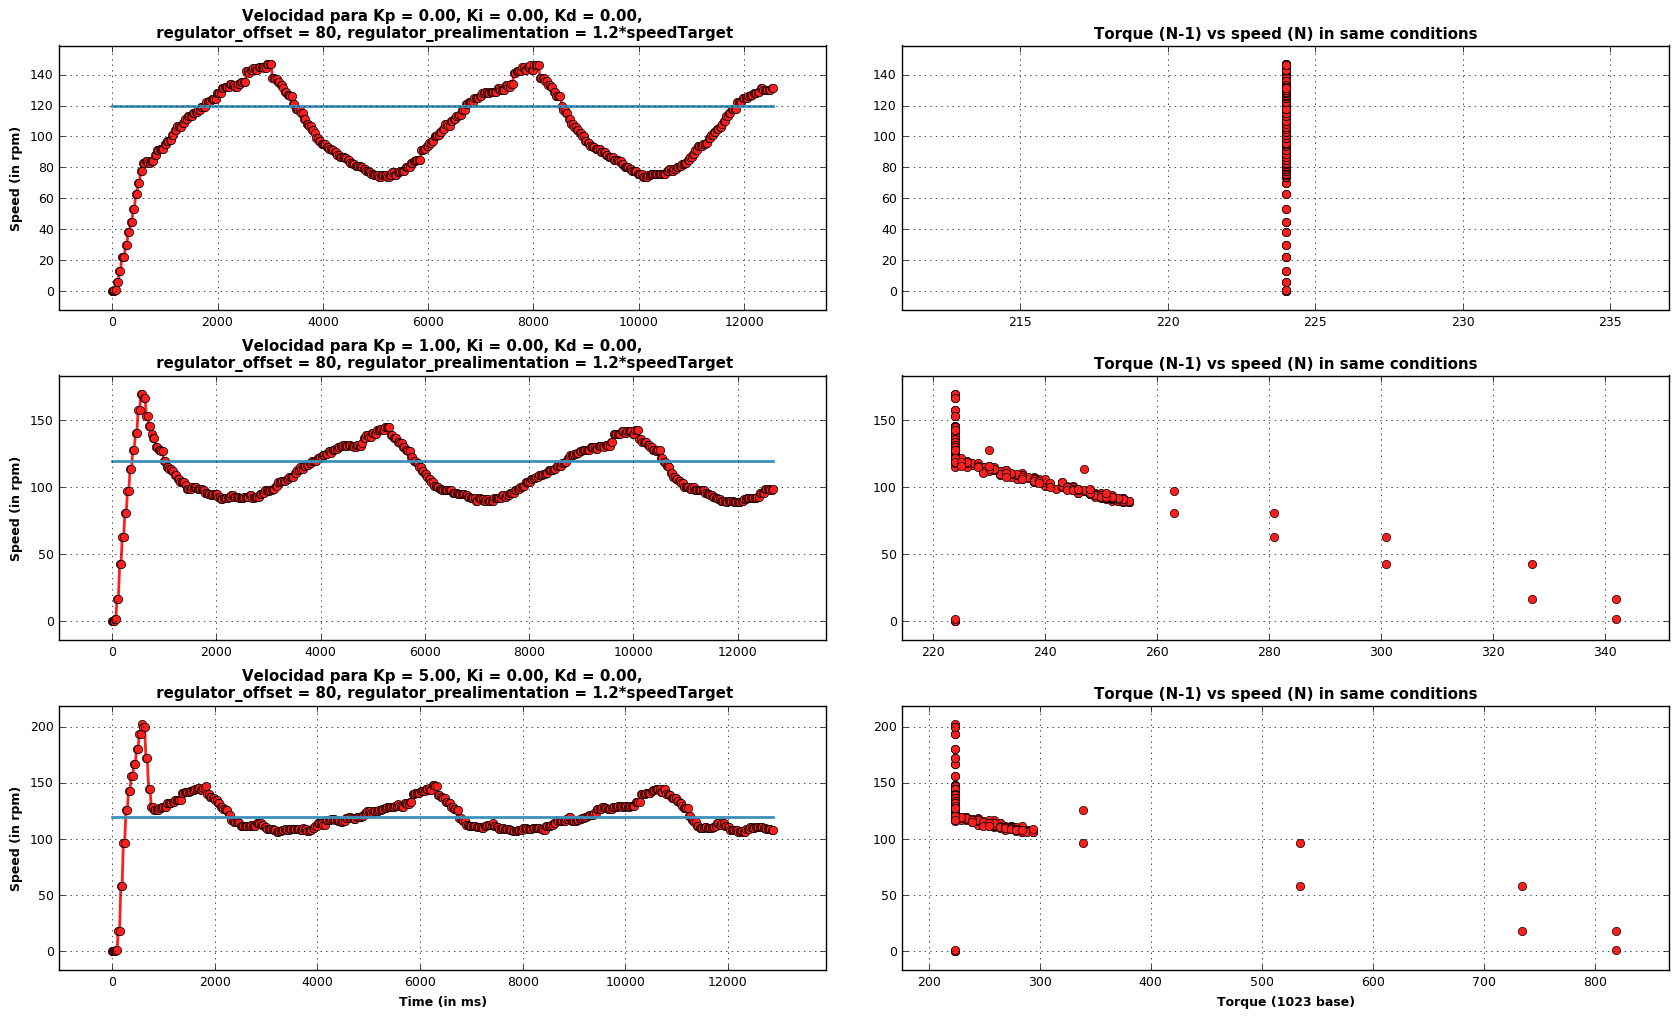 Velocidad para Kp = 0.00, Ki = 0.00, Kd = 0.00,
regulator_offset = 80, regulator_prealimentation = 1.2*speedTarget
Speed (in rpm)
140
120
100
80
60
40
20
0
0 2000 4000 6000 8000 10000 12000
Torque (N-1) vs speed (N) in same conditions
140
120
100
80
60
40
20
0
215 220 225 230 235
Velocidad para Kp = 1.00, Ki = 0.00, Kd = 0.00,
regulator_offset = 80, regulator_prealimentation = 1.2*speedTarget
Speed (in rpm)
150
100
50
0
0 2000 4000 6000 8000 10000 12000
Torque (N-1) vs speed (N) in same conditions
150
100
50
0
220 240 260 280 300 320 340
Velocidad para Kp = 5.00, Ki = 0.00, Kd = 0.00,
regulator_offset = 80, regulator_prealimentation = 1.2*speedTarget
Speed (in rpm)
200
150
100
50
0
0 2000 4000 6000 8000 10000 12000
Time (in ms)
Torque (N-1) vs speed (N) in same conditions
200
150
100
50
0
200 300 400 500 600 700 800
Torque (1023 base)